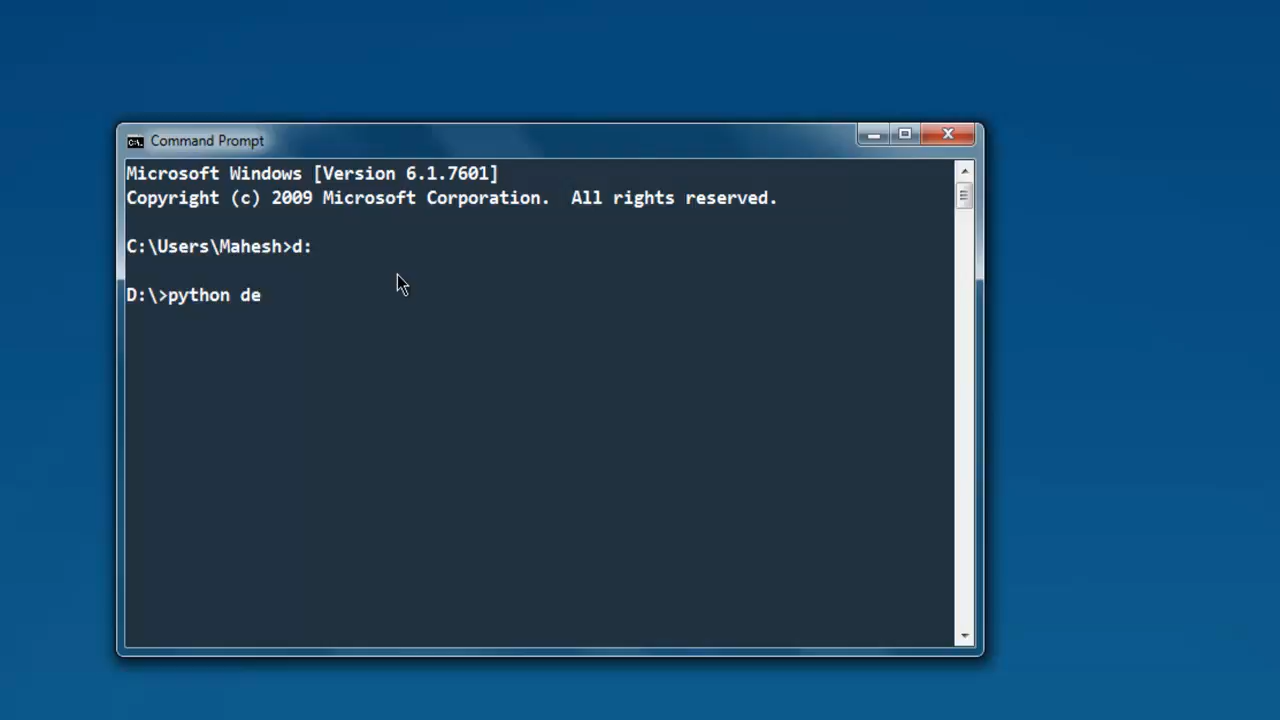 Command Prompt
Microsoft Windows [Version 6.1.7601]
Copyright (c) 2009 Microsoft Corporation.  All rights reserved.
C:\Users\Mahesh>d:
D:\>python de